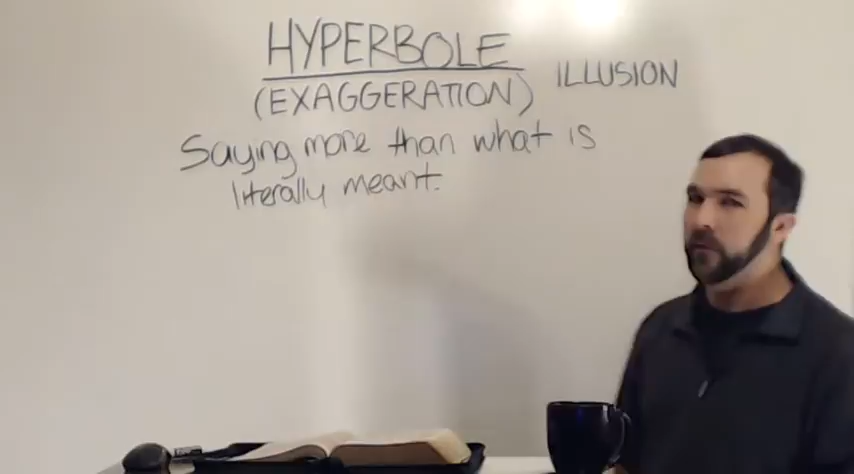 HYPERBOLE
(EXAGGERATION) ILLUSION
Saying more than what is
literally meant.